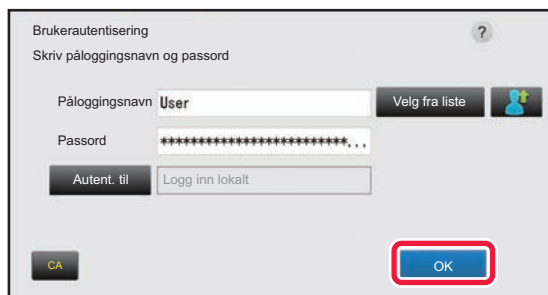 Brukerautentisering
?
Skriv påloggingsnavn og passord
Påloggingsnavn User Velg fra liste
Passord **************************...
Autent. til Logg inn lokalt
CA OK